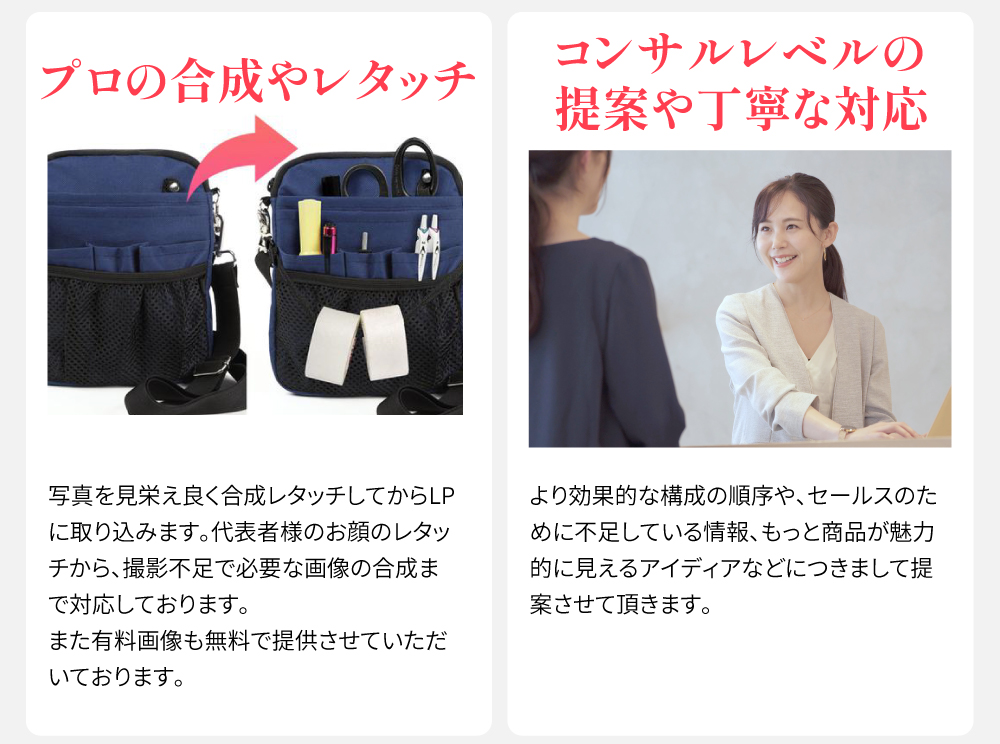 プロの合成やレタッチ
写真を見栄え良く合成レタッチしてからLP
に取り込みます。代表者様のお顔のレタッ
チから、撮影不足で必要な画像の合成ま
で対応しております。
また有料画像も無料で提供させていただ
いております。
コンサルレベルの
提案や丁寧な対応
より効果的な構成の順序や、セールスのた
めに不足している情報、もっと商品が魅力
的に見えるアイディアなどにつきまして提
案させて頂きます。